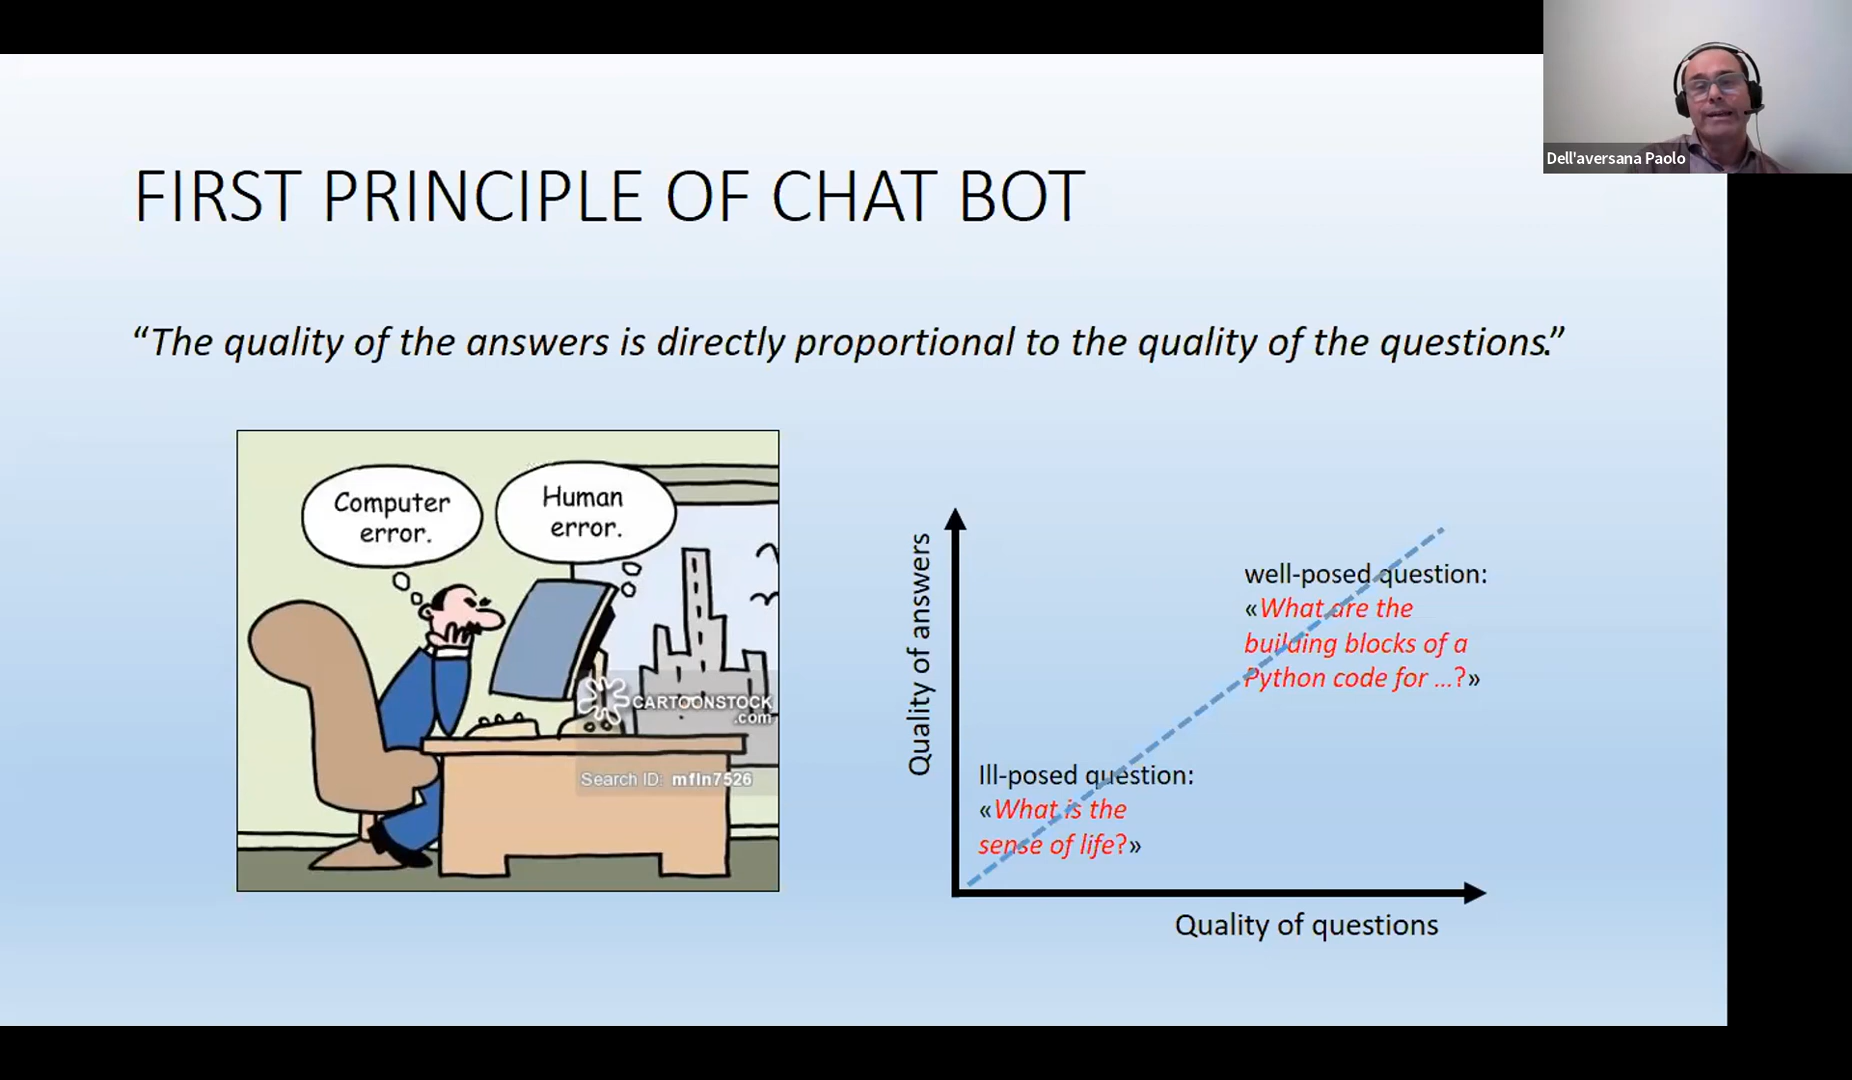 Dell'aversana Paolo
FIRST PRINCIPLE OF CHAT BOT
“The quality of the answers is directly proportional to the quality of the questions.”
Computer
error.
Human
error.
CARTOONSTOCK
.com
Search ID: mfln7526
Quality of answers
well-posed question:
«What are the
building blocks of a
Python code for ...?»
Ill-posed question:
«What is the
sense of life?»
Quality of questions